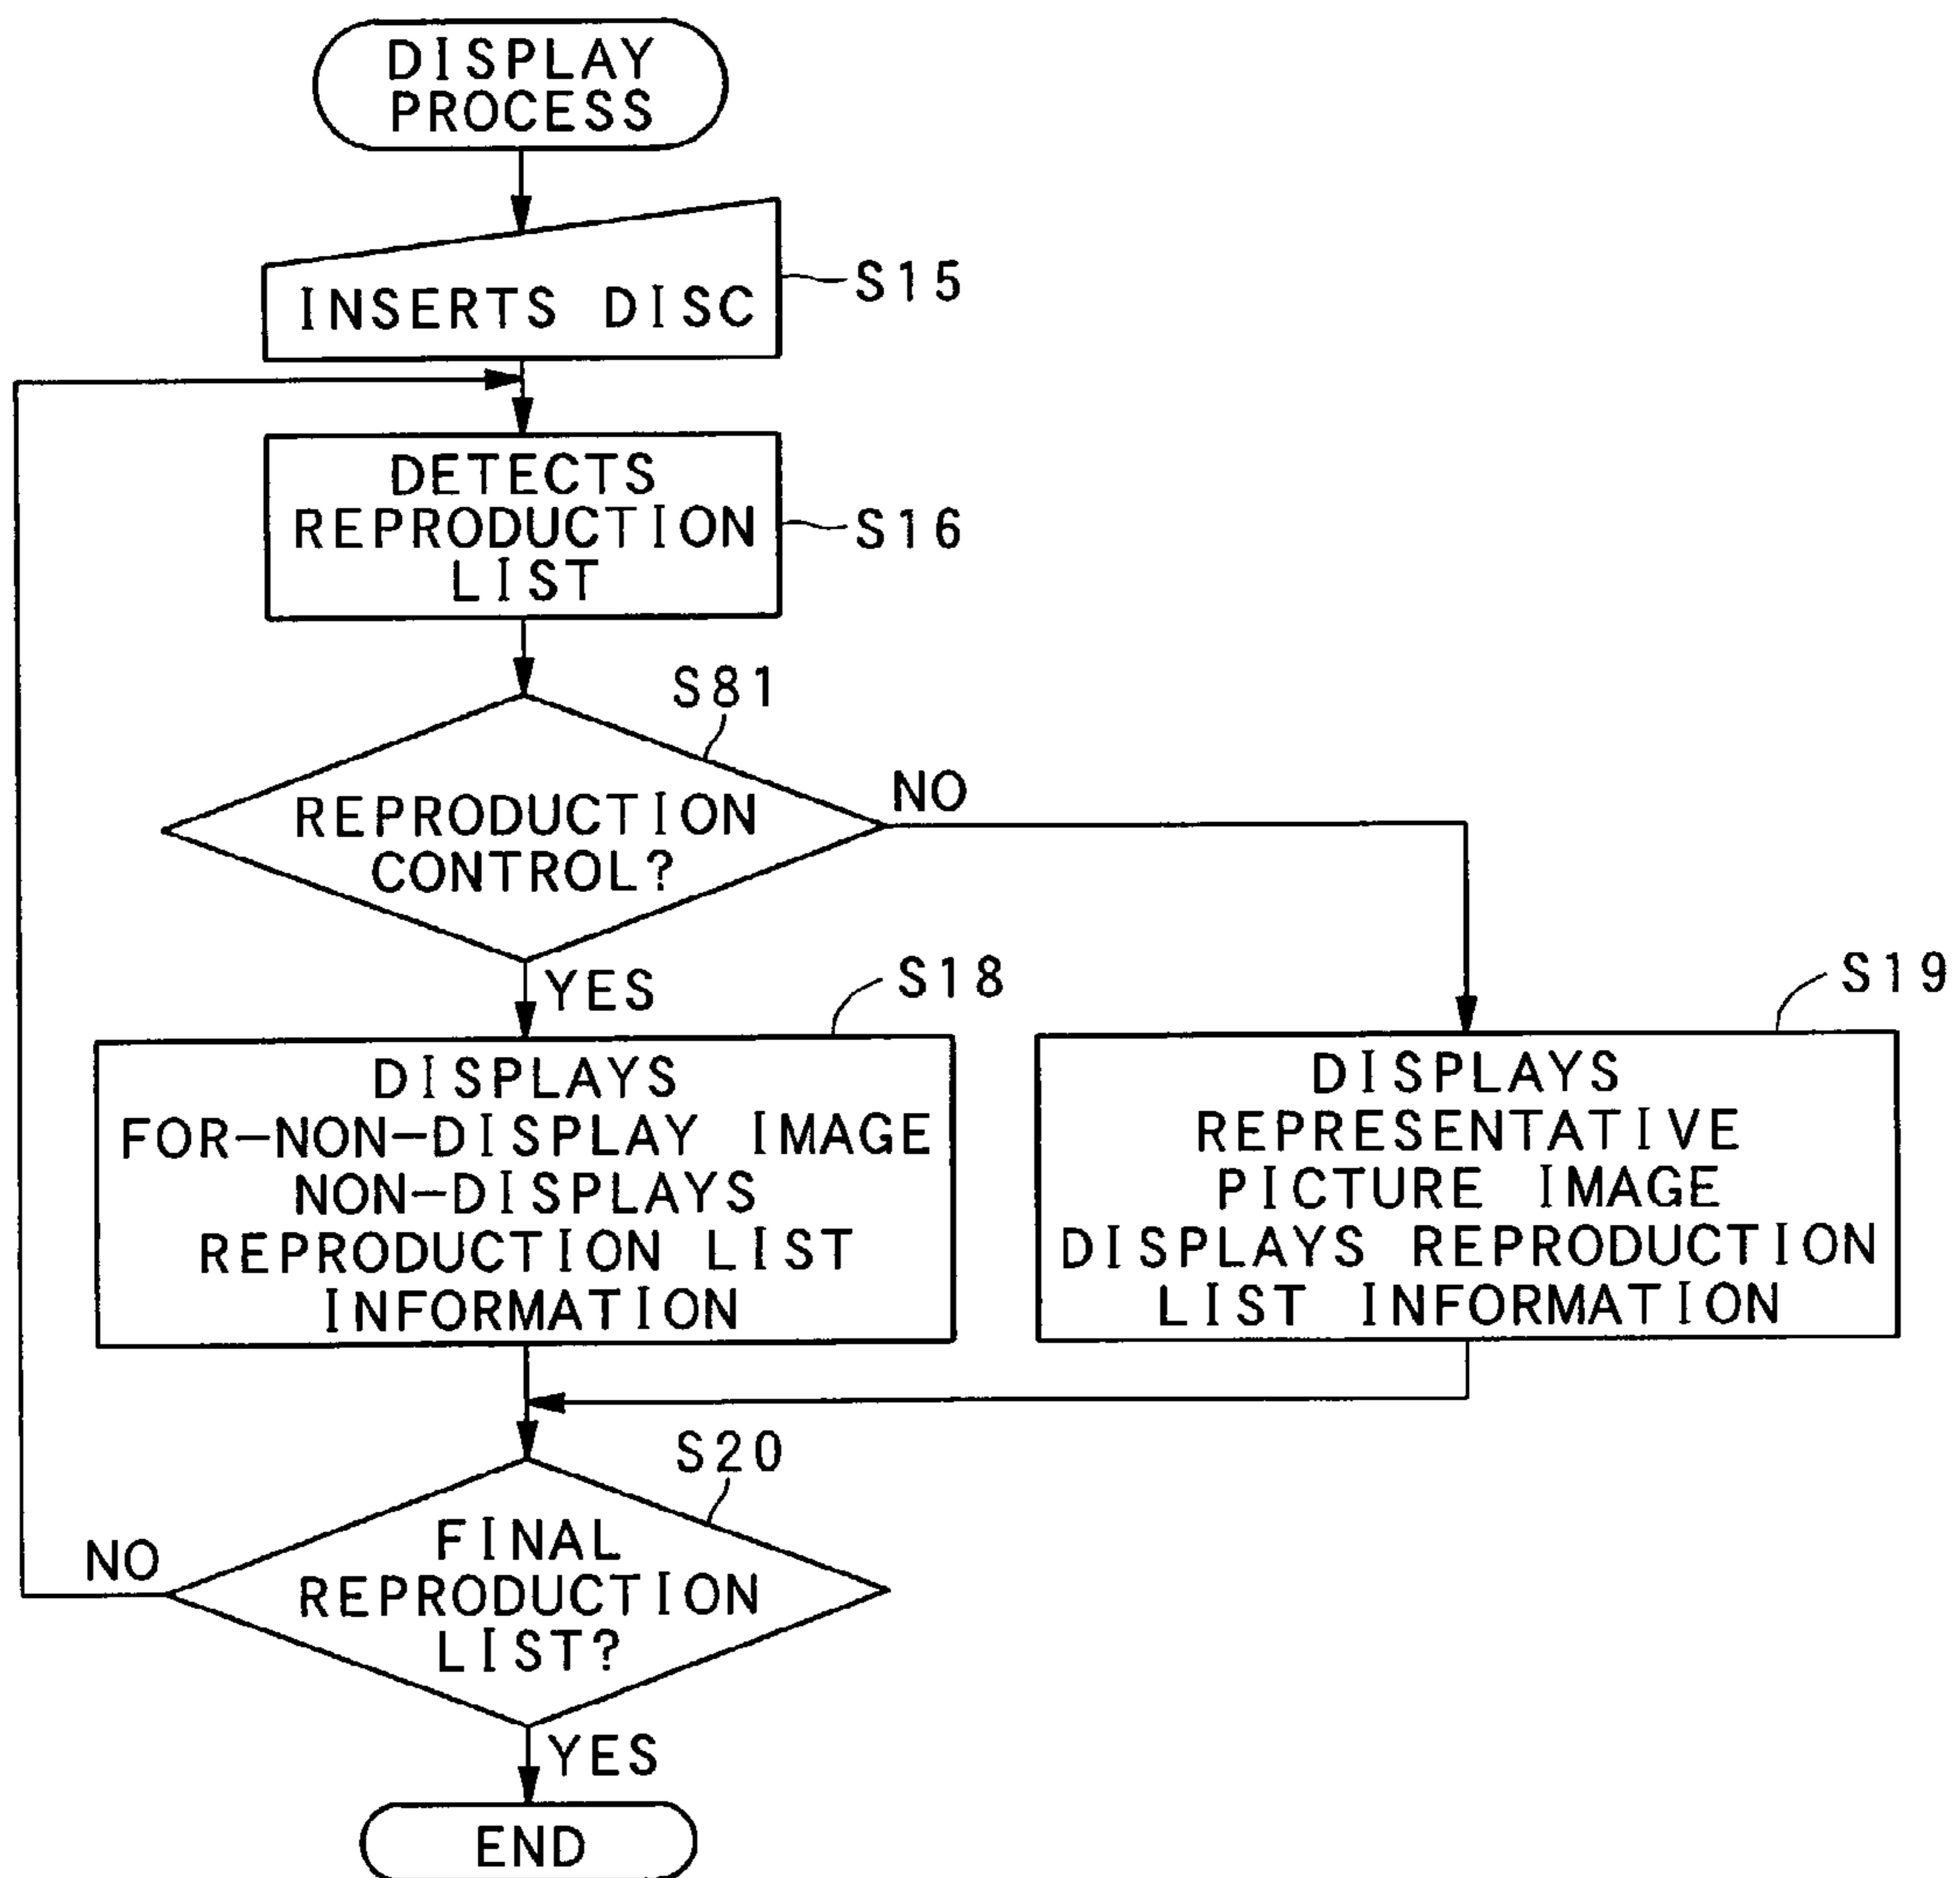 DISPLAY
PROCESS
INSERTS DISC
S15
DETECTS
REPRODUCTION
LIST
S16
S81
REPRODUCTION
CONTROL?
NO
YES
S18
DISPLAYS
FOR-NON-DISPLAY IMAGE
NON-DISPLAYS
REPRODUCTION LIST
INFORMATION
S19
DISPLAYS
REPRESENTATIVE
PICTURE IMAGE
DISPLAYS REPRODUCTION
LIST INFORMATION
S20
FINAL
REPRODUCTION
LIST?
NO
YES
END